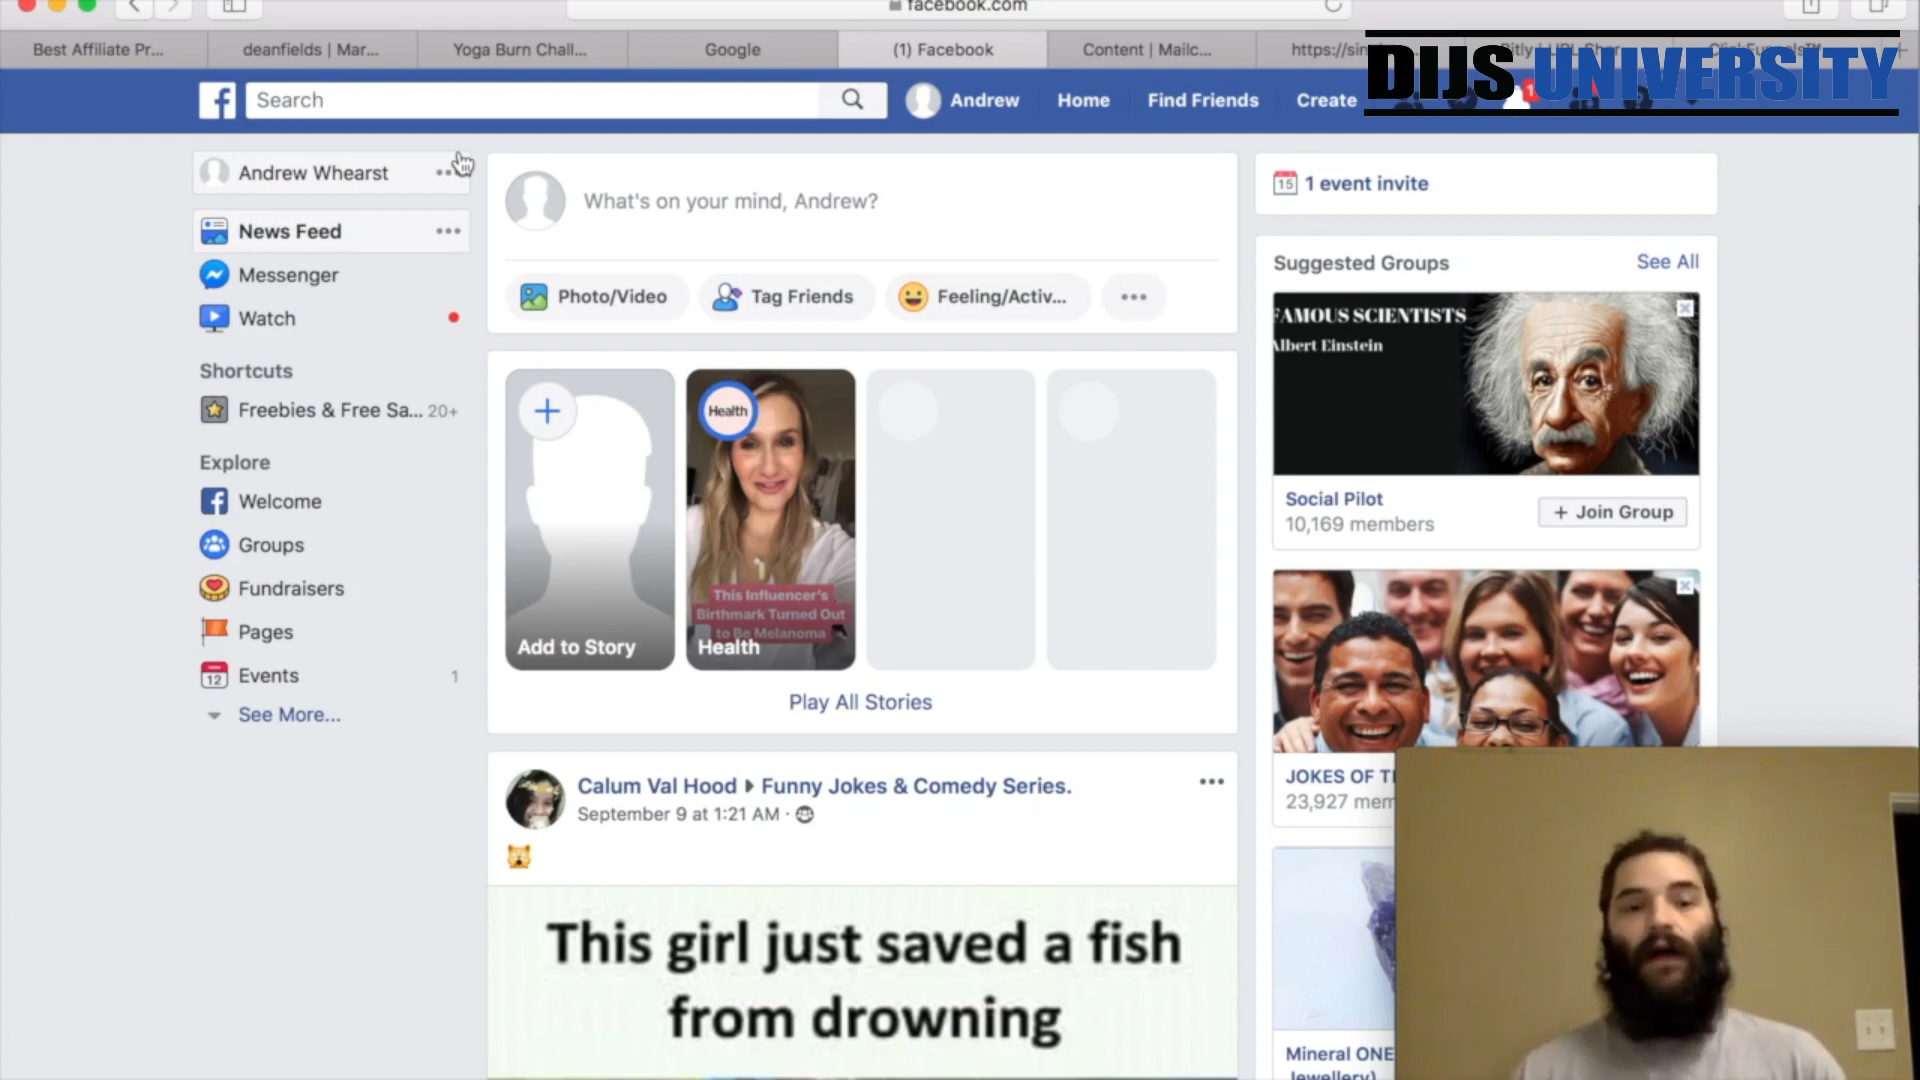 facebook.com
Best Affiliate Pr...
deanfields | Mar...
Yoga Burn Chall...
Google
(1) Facebook
Content | Mailc...
DIJS UNIVERSITY
Search
Andrew
Home
Find Friends
Create
Andrew Whearst
News Feed
Messenger
Watch
Shortcuts
Freebies & Free Sa... 20+
Explore
Welcome
Groups
Fundraisers
Pages
12 Events 1
See More...
What's on your mind, Andrew?
Photo/Video
Tag Friends
Feeling/Activ...
Add to Story
Health
This Influencer's
Birthmark Turned Out
to Be Melanoma
Health
Play All Stories
Calum Val Hood
Funny Jokes & Comedy Series.
September 9 at 1:21 AM ·
This girl just saved a fish
from drowning
15 1 event invite
Suggested Groups
See All
FAMOUS SCIENTISTS
Albert Einstein
Social Pilot
10,169 members
+ Join Group
JOKES OF
23,927
Mineral ONE